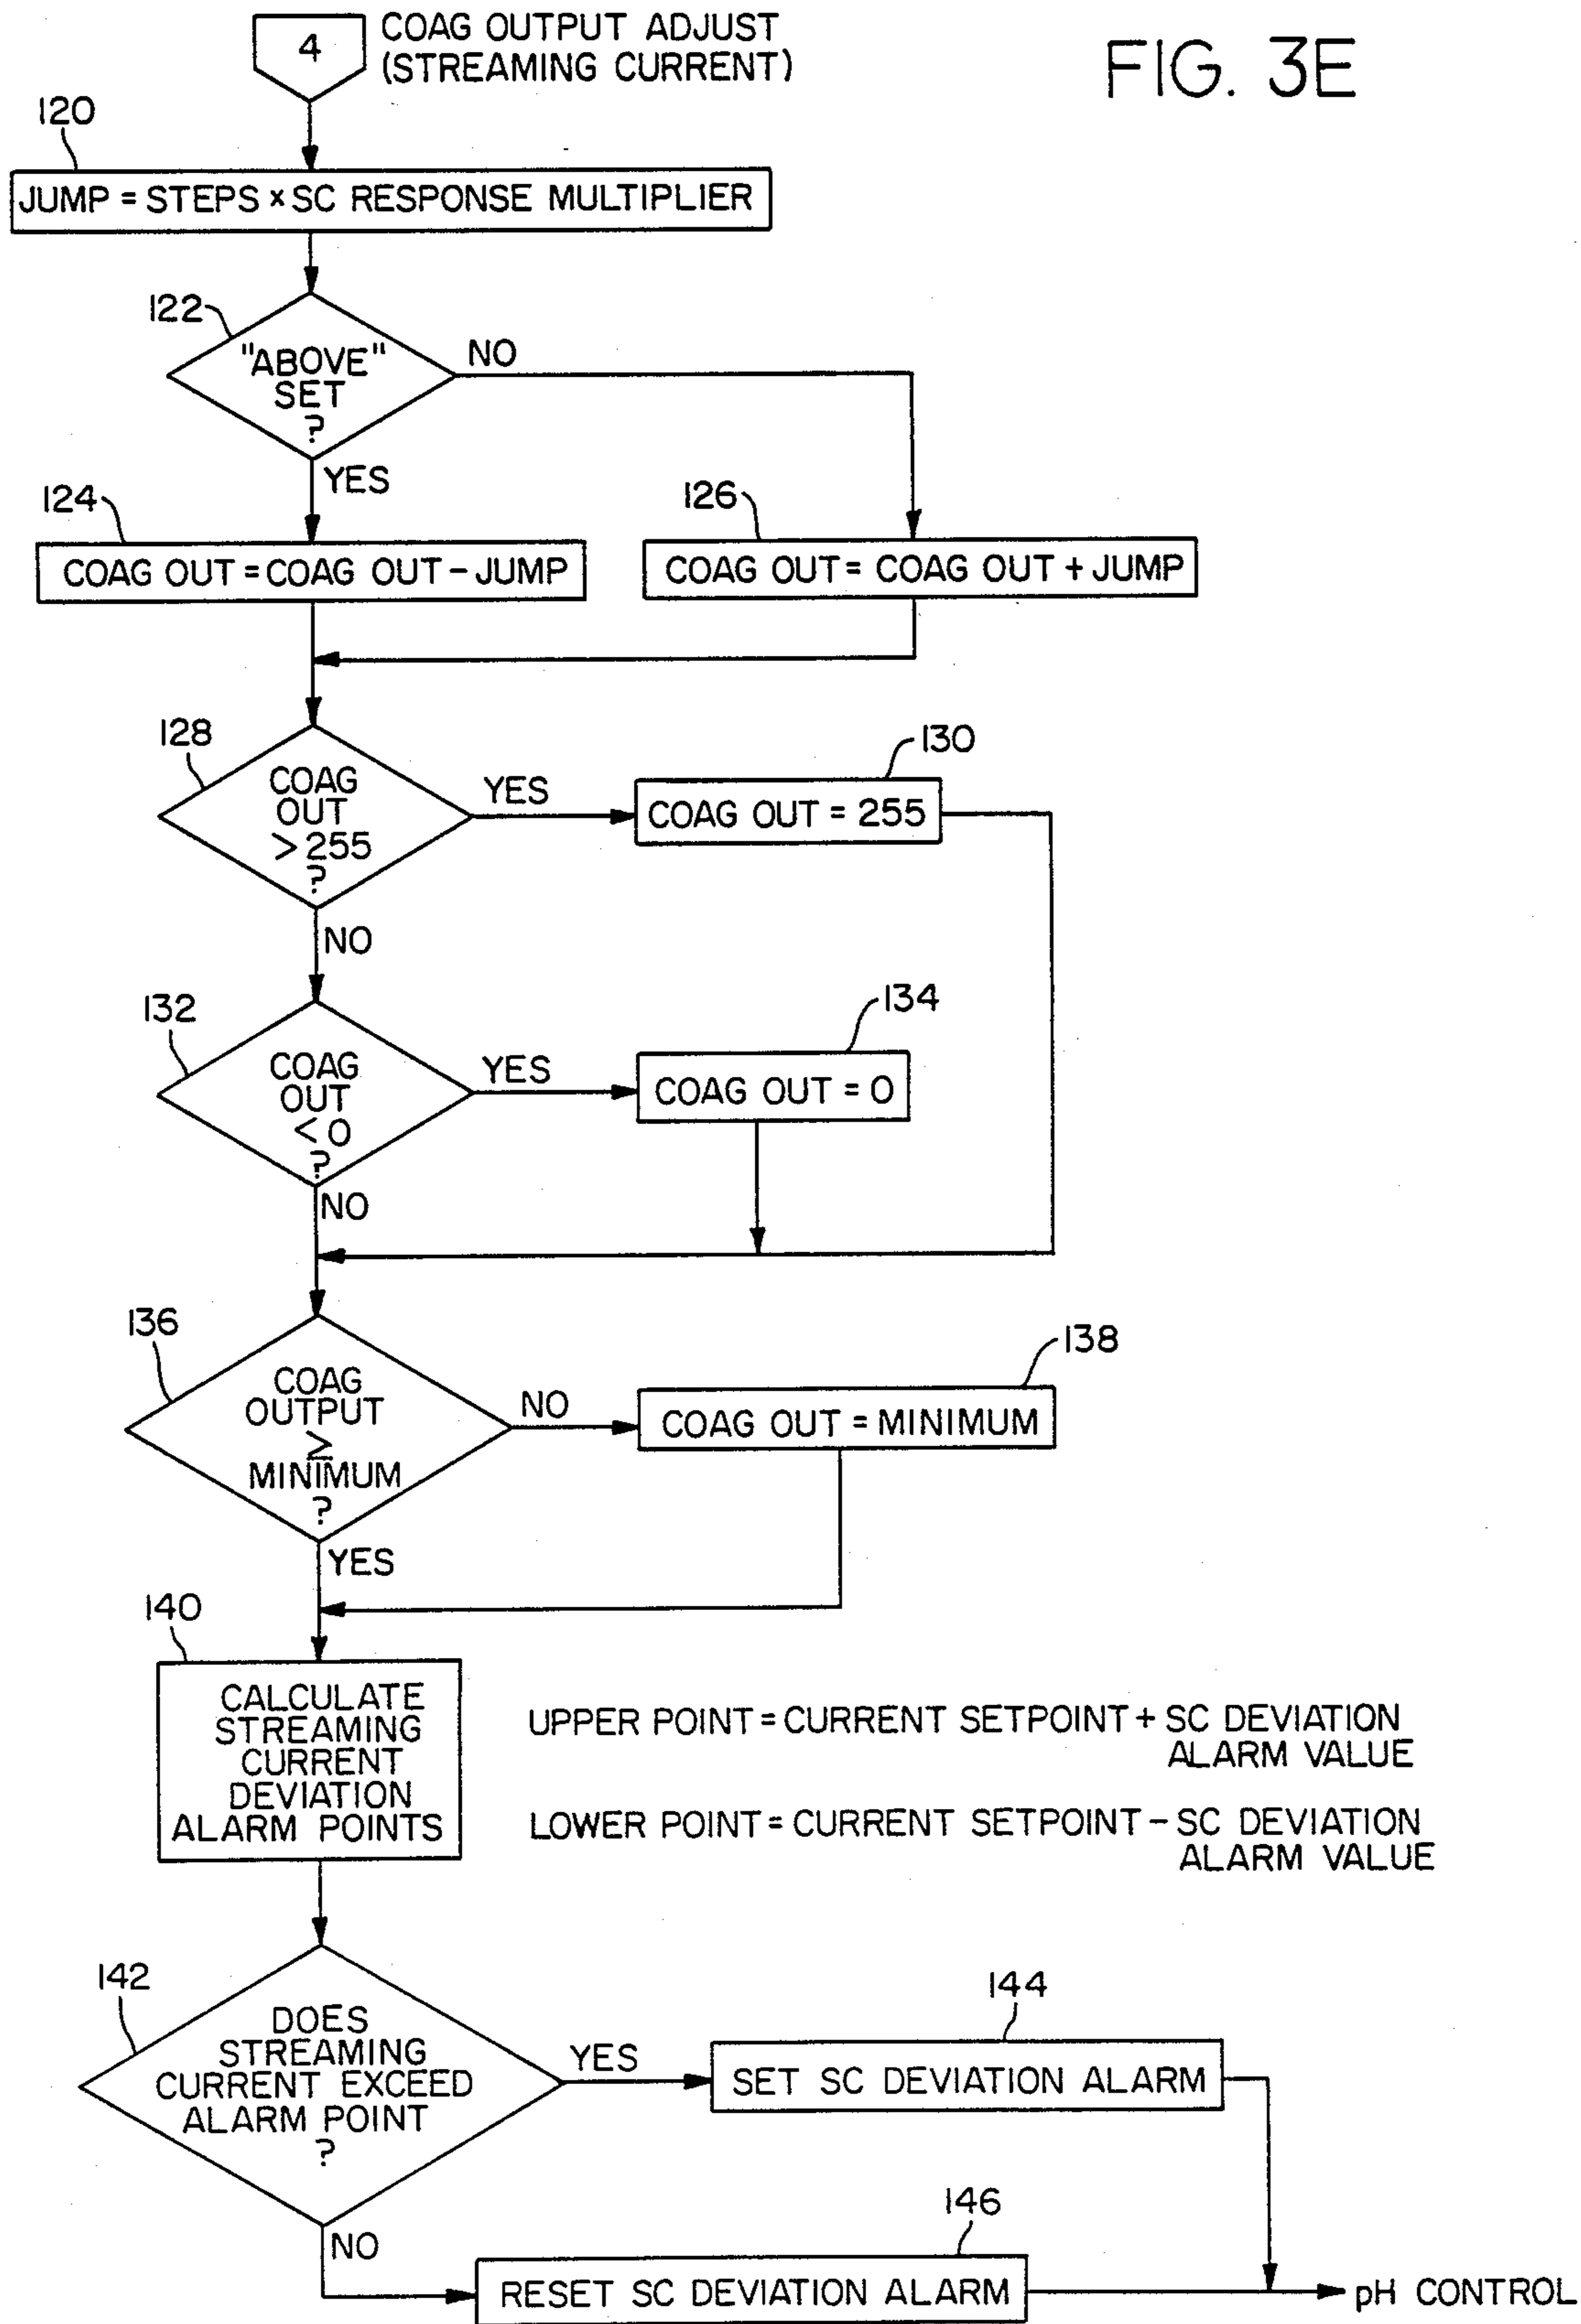 FIG. 3E
4
COAG OUTPUT ADJUST
(STREAMING CURRENT)
120
JUMP = STEPS × SC RESPONSE MULTIPLIER
122
"ABOVE"
SET
?
NO
YES
124
COAG OUT = COAG OUT - JUMP
126
COAG OUT = COAG OUT + JUMP
128
COAG
OUT
> 255
?
YES
130
COAG OUT = 255
NO
132
COAG
OUT
< 0
?
YES
134
COAG OUT = 0
NO
136
COAG
OUTPUT
≥
MINIMUM
?
NO
138
COAG OUT = MINIMUM
YES
140
CALCULATE
STREAMING
CURRENT
DEVIATION
ALARM POINTS
UPPER POINT = CURRENT SETPOINT + SC DEVIATION
ALARM VALUE
LOWER POINT = CURRENT SETPOINT - SC DEVIATION
ALARM VALUE
142
DOES
STREAMING
CURRENT EXCEED
ALARM POINT
?
YES
144
SET SC DEVIATION ALARM
NO
146
RESET SC DEVIATION ALARM
pH CONTROL